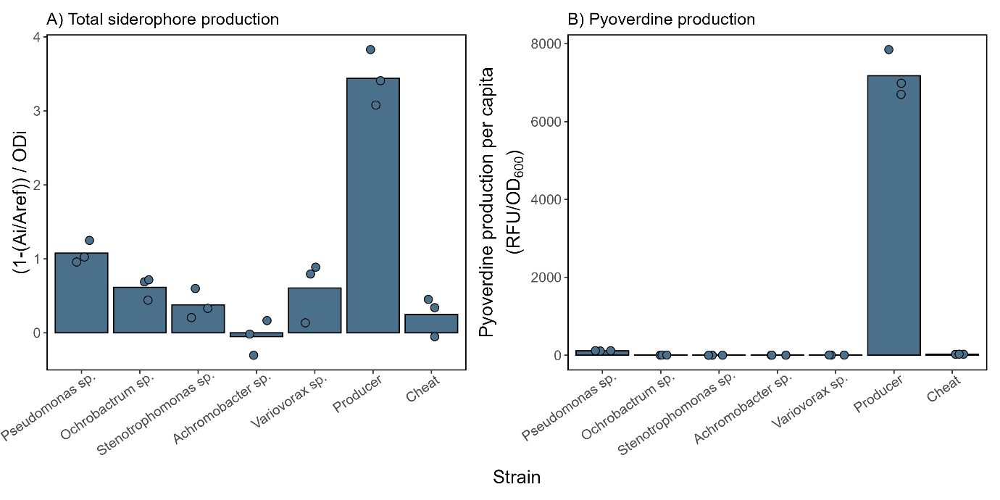 A) Total siderophore production
(1-(Ai/Aref)) / ODi
4
3
2
1
0
Pseudomonas sp.
Ochrobactrum sp.
Stenotrophomonas sp.
Achromobacter sp.
Variovorax sp.
Producer
Cheat
B) Pyoverdine production
Pyoverdine production per capita
(RFU/OD600)
8000
6000
4000
2000
0
Pseudomonas sp.
Ochrobactrum sp.
Stenotrophomonas sp.
Achromobacter sp.
Variovorax sp.
Producer
Cheat
Strain